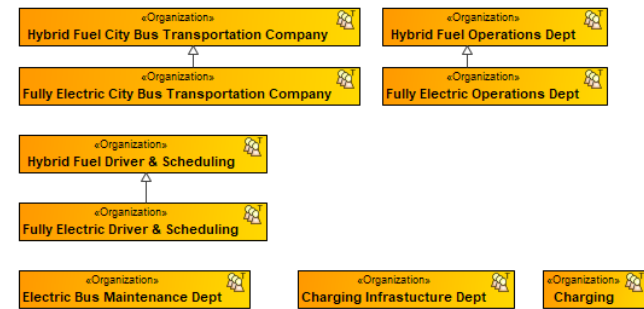 «Organization»
Hybrid Fuel City Bus Transportation Company
«Organization»
Hybrid Fuel Operations Dept
«Organization»
Fully Electric City Bus Transportation Company
«Organization»
Fully Electric Operations Dept
«Organization»
Hybrid Fuel Driver & Scheduling
«Organization»
Fully Electric Driver & Scheduling
«Organization»
Electric Bus Maintenance Dept
«Organization»
Charging Infrastucture Dept
«Organization»
Charging